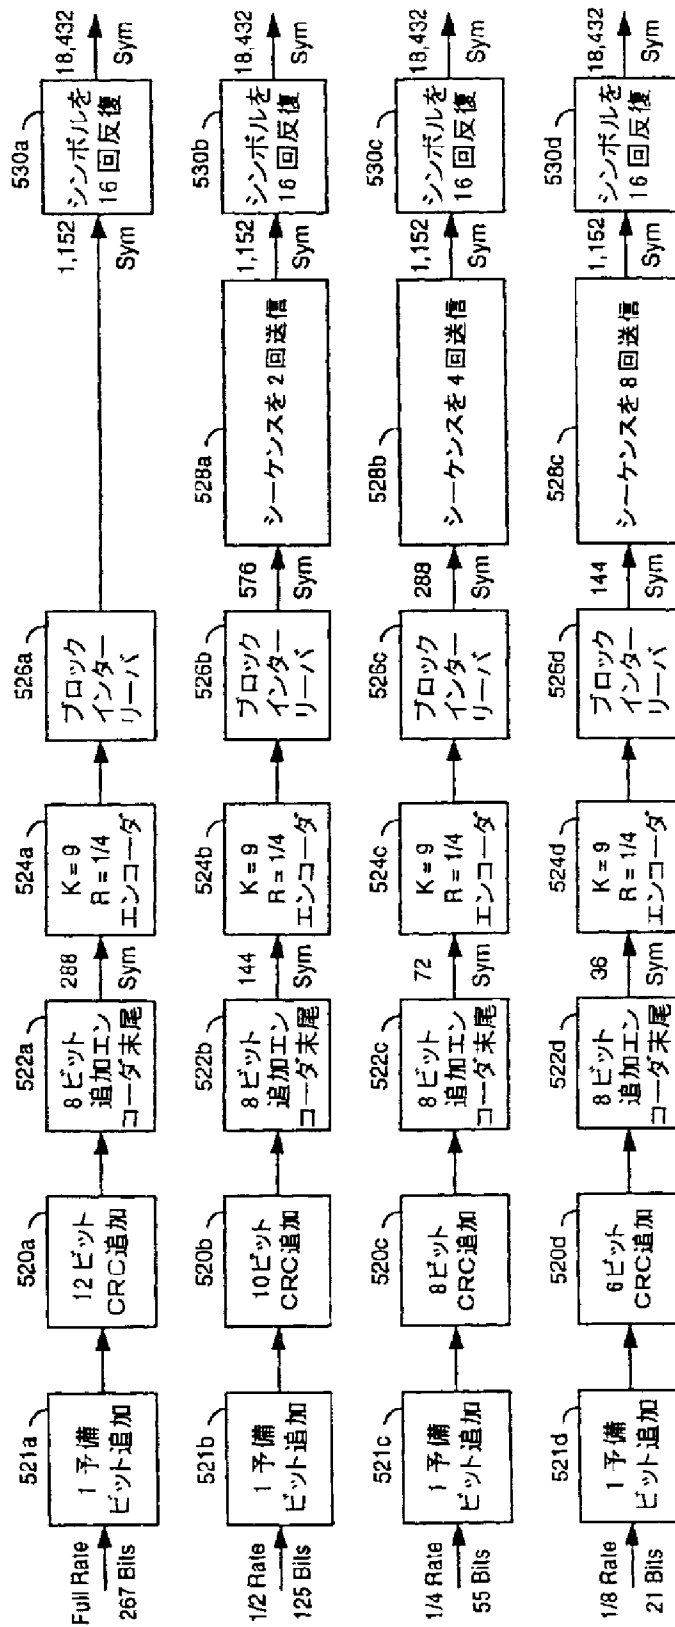 Full Rate
267 Bits
521a
1 予備
ビット追加
520a
12ビット
CRC追加
522a
8ビット
追加エン
コーダ末尾
288
Sym
524a
K = 9
R = 1/4
エンコーダ
526a
ブロック
インター
リーバ
1,152
Sym
530a
シンボルを
16 回反復
18,432
Sym
1/2 Rate
125 Bits
521b
1 予備
ビット追加
520b
10ビット
CRC追加
522b
8ビット
追加エン
コーダ末尾
144
Sym
524b
K = 9
R = 1/4
エンコーダ
526b
ブロック
インター
リーバ
576
Sym
528a
シーケンスを 2 回送信
1,152
Sym
530b
シンボルを
16 回反復
18,432
Sym
1/4 Rate
55 Bits
521c
1 予備
ビット追加
520c
8ビット
CRC追加
522c
8ビット
追加エン
コーダ末尾
72
Sym
524c
K = 9
R = 1/4
エンコーダ
526c
ブロック
インター
リーバ
288
Sym
528b
シーケンスを 4 回送信
1,152
Sym
530c
シンボルを
16 回反復
18,432
Sym
1/8 Rate
21 Bits
521d
1 予備
ビット追加
520d
6ビット
CRC追加
522d
8ビット
追加エン
コーダ末尾
36
Sym
524d
K = 9
R = 1/4
エンコーダ
526d
ブロック
インター
リーバ
144
Sym
528c
シーケンスを 8 回送信
1,152
Sym
530d
シンボルを
16 回反復
18,432
Sym